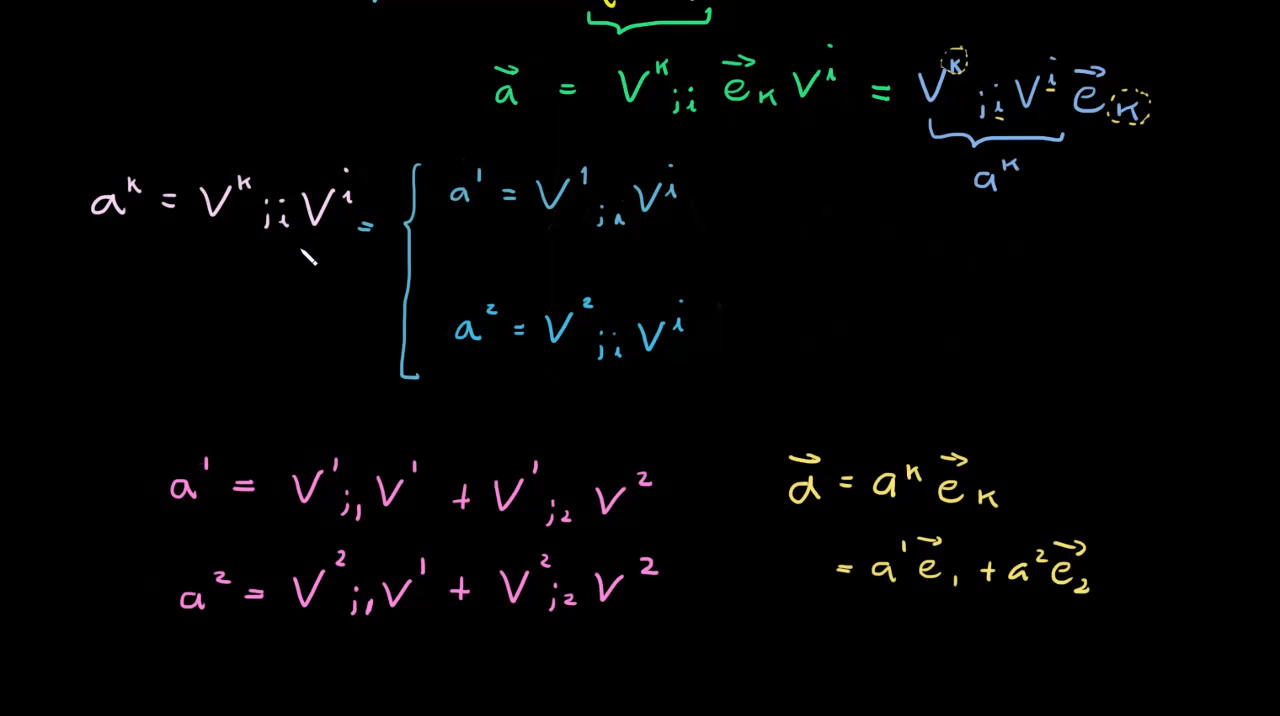 a⃗ = V^k_{;i} e⃗_k V^i = V^k_{;i} V^i e⃗_k
a^k
a^k = V^k_{;i} V^i = { a^1 = V^1_{;i} V^i
a^2 = V^2_{;i} V^i
a^1 = V^1_{;1} V^1 + V^1_{;2} V^2
a^2 = V^2_{;1} V^1 + V^2_{;2} V^2
a⃗ = a^k e⃗_k
= a^1 e⃗_1 + a^2 e⃗_2